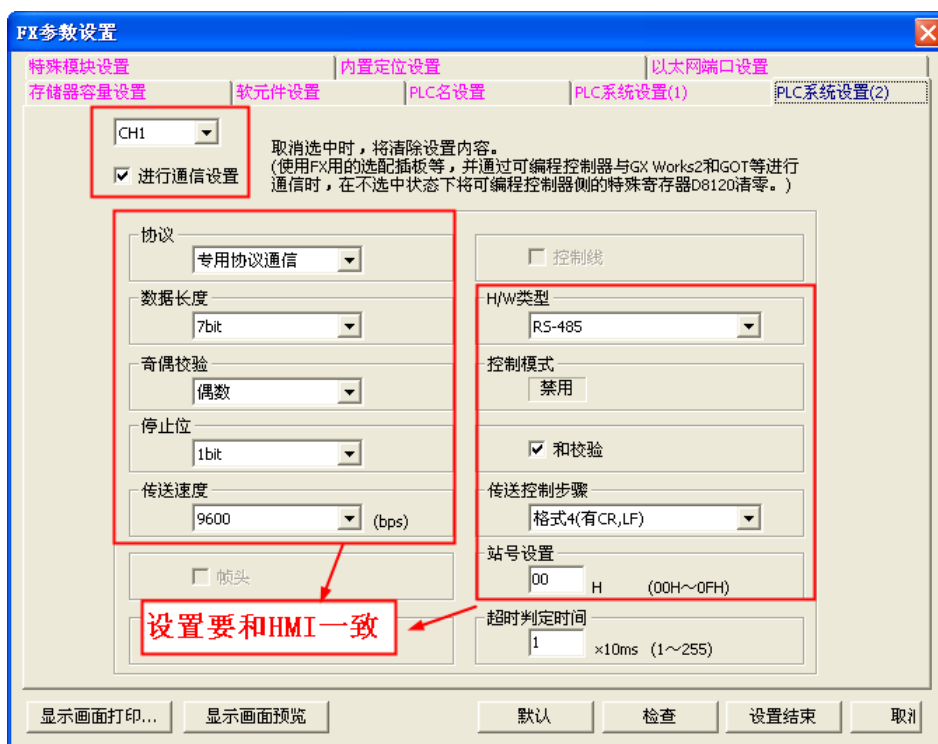 FX参数设置
特殊模块设置
内置定位设置
以太网端口设置
存储器容量设置
软元件设置
PLC名设置
PLC系统设置(1)
PLC系统设置(2)
CH1
进行通信设置
取消选中时，将清除设置内容。
(使用FX用的选配插板等，并通过可编程控制器与GX Works2和GOT等进行
通信时，在不选中状态下将可编程控制器侧的特殊寄存器D8120清零。)
协议
专用协议通信
控制线
数据长度
7bit
H/W类型
RS-485
奇偶校验
偶数
控制模式
禁用
停止位
1bit
和校验
传送速度
9600
(bps)
传送控制步骤
格式4(有CR,LF)
帧头
站号设置
00
H
(00H～0FH)
设置要和HMI一致
超时判定时间
1
×10ms
(1～255)
显示画面打印...
显示画面预览
默认
检查
设置结束